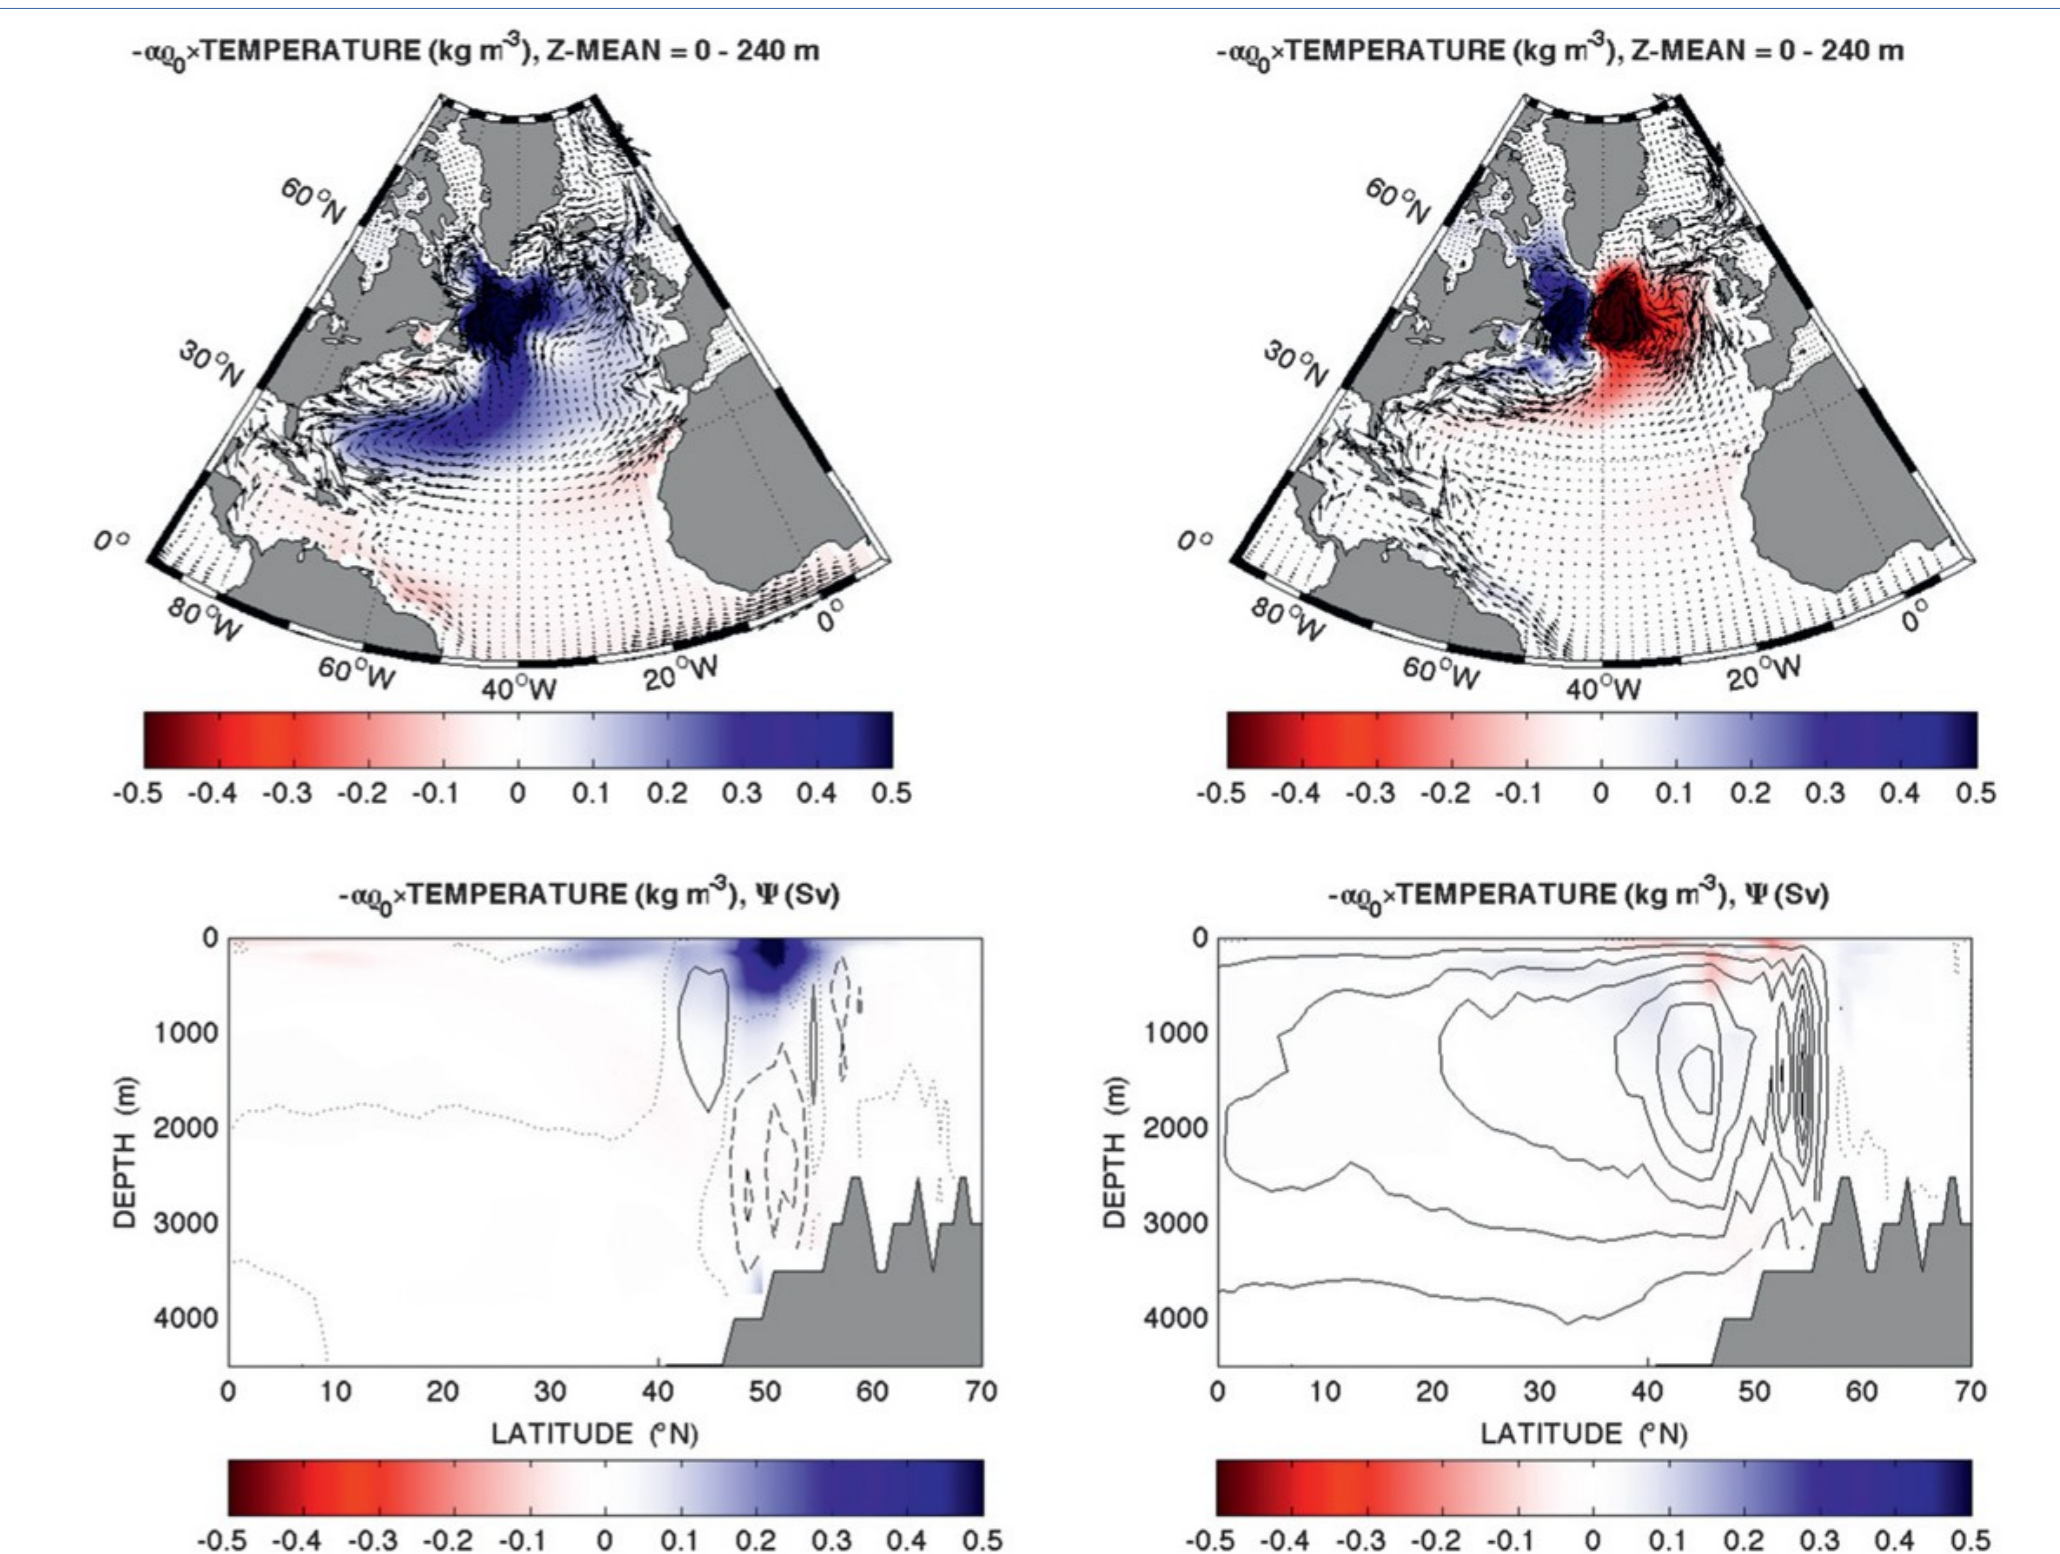 -αρ₀×TEMPERATURE (kg m⁻³), Z-MEAN = 0 - 240 m
60°N
30°N
0°
80°W
60°W
40°W
20°W
0°
-0.5 -0.4 -0.3 -0.2 -0.1 0 0.1 0.2 0.3 0.4 0.5
-αρ₀×TEMPERATURE (kg m⁻³), Z-MEAN = 0 - 240 m
60°N
30°N
0°
80°W
60°W
40°W
20°W
0°
-0.5 -0.4 -0.3 -0.2 -0.1 0 0.1 0.2 0.3 0.4 0.5
-αρ₀×TEMPERATURE (kg m⁻³), Ψ (Sv)
DEPTH (m)
0
1000
2000
3000
4000
0 10 20 30 40 50 60 70
LATITUDE (°N)
-0.5 -0.4 -0.3 -0.2 -0.1 0 0.1 0.2 0.3 0.4 0.5
-αρ₀×TEMPERATURE (kg m⁻³), Ψ (Sv)
DEPTH (m)
0
1000
2000
3000
4000
0 10 20 30 40 50 60 70
LATITUDE (°N)
-0.5 -0.4 -0.3 -0.2 -0.1 0 0.1 0.2 0.3 0.4 0.5